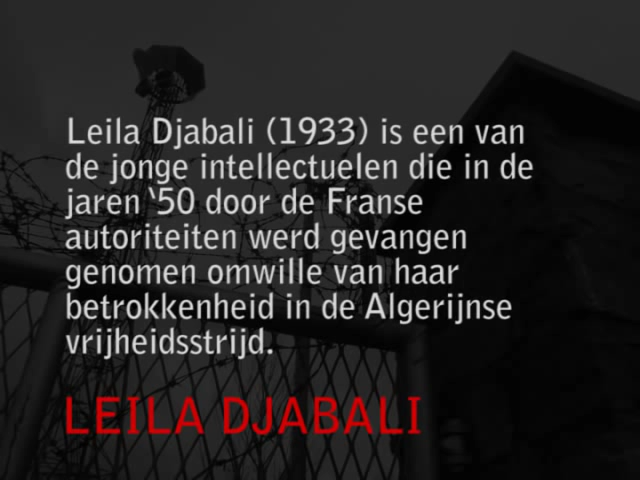 Leila Djabali (1933) is een van
de jonge intellectuelen die in de
jaren ‘50 door de Franse
autoriteiten werd gevangen
genomen omwille van haar
betrokkenheid in de Algerijnse
vrijheidsstrijd.
LEILA DJABALI